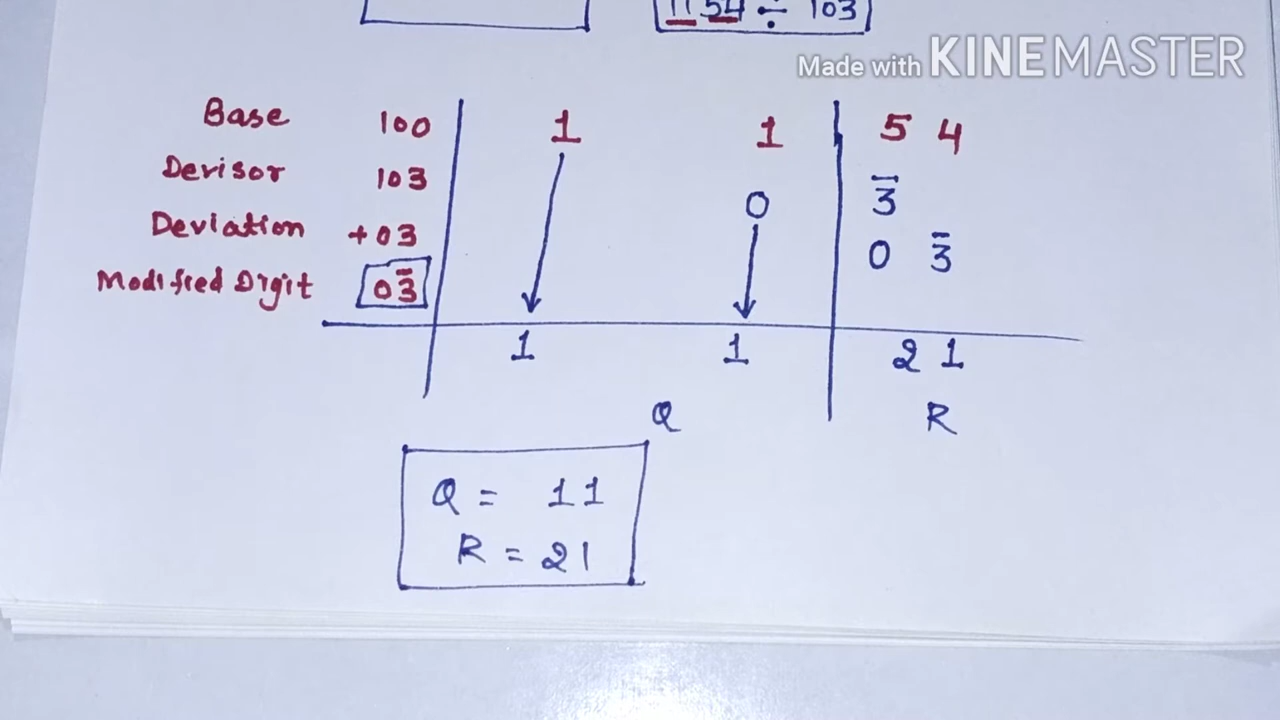 1154 ÷ 103
Made with KINEMASTER
Base 100 1 1 5 4
Devisor 103 0 3̅
Deviation +03 0 3̅
Modified Digit 03̅
1 1 2 1
Q R
Q = 11
R = 21